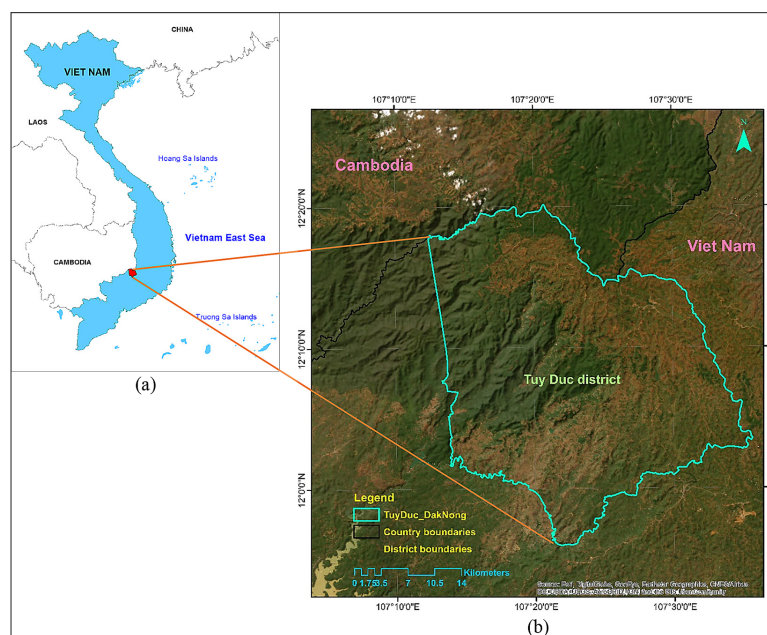 CHINA
VIET NAM
LAOS
Hoang Sa Islands
Vietnam East Sea
CAMBODIA
Truong Sa Islands
(a)
107°10'0"E
107°20'0"E
107°30'0"E
N
Cambodia
12°20'0"N
Viet Nam
12°10'0"N
Tuy Duc district
12°0'0"N
Legend
TuyDuc_DakNong
Country boundaries
District boundaries
Kilometers
0 1.75 3.5 7 10.5 14
107°10'0"E
107°20'0"E
107°30'0"E
(b)